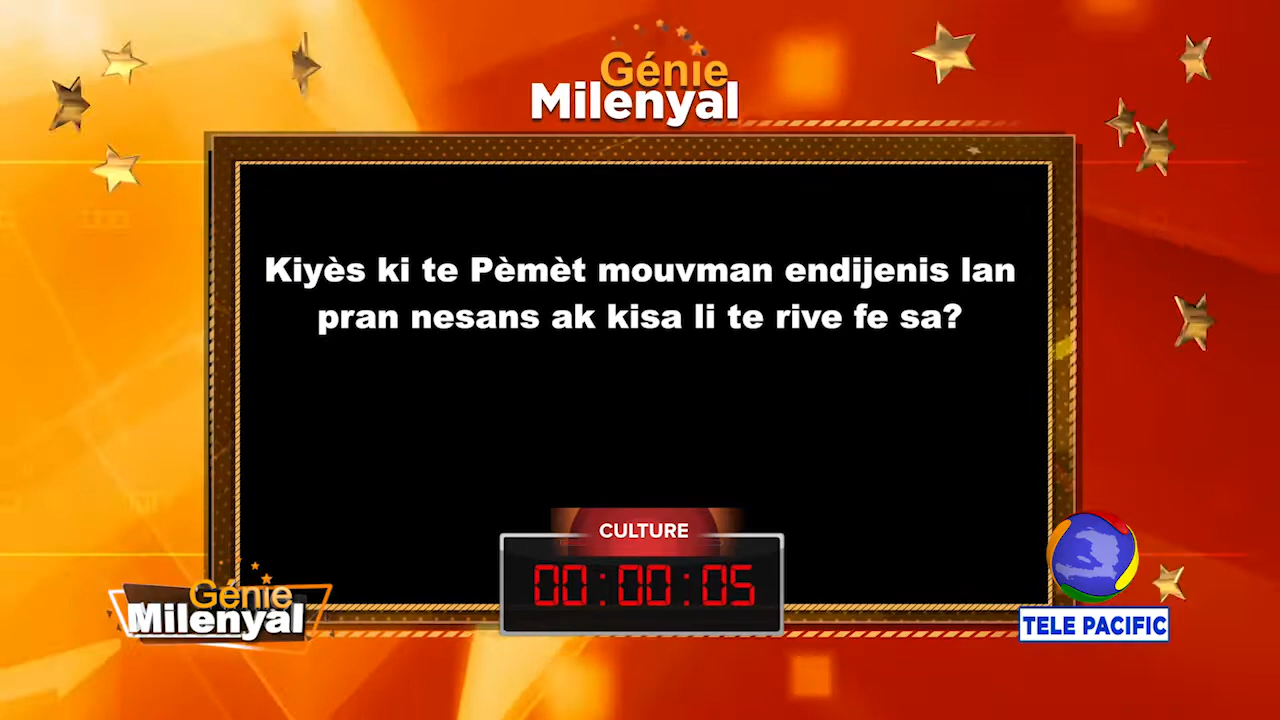 Génie
Milenyal
Kiyès ki te Pèmèt mouvman endijenis lan
pran nesans ak kisa li te rive fe sa?
CULTURE
00:00:05
Génie
Milenyal
TELE PACIFIC